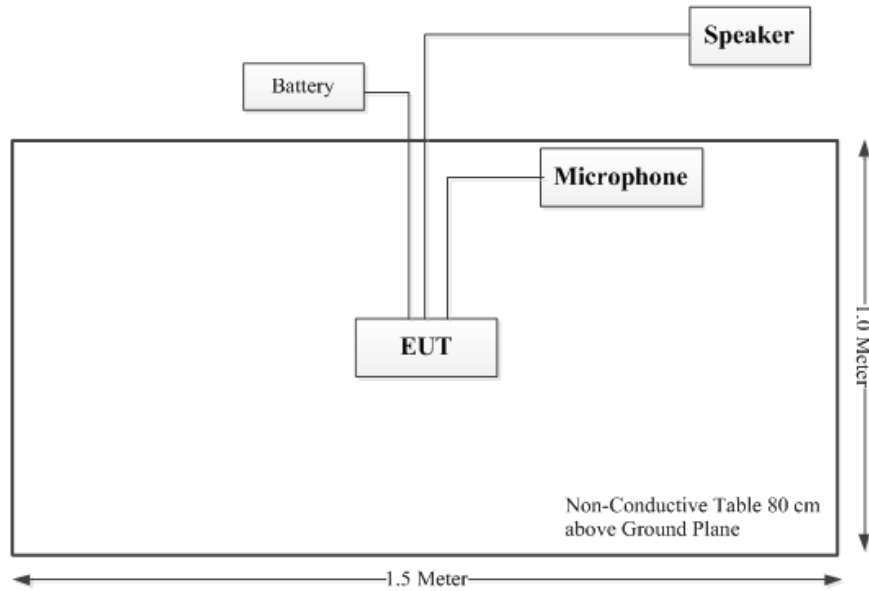 Speaker
Battery
Microphone
EUT
1.0 Meter
Non-Conductive Table 80 cm
above Ground Plane
1.5 Meter